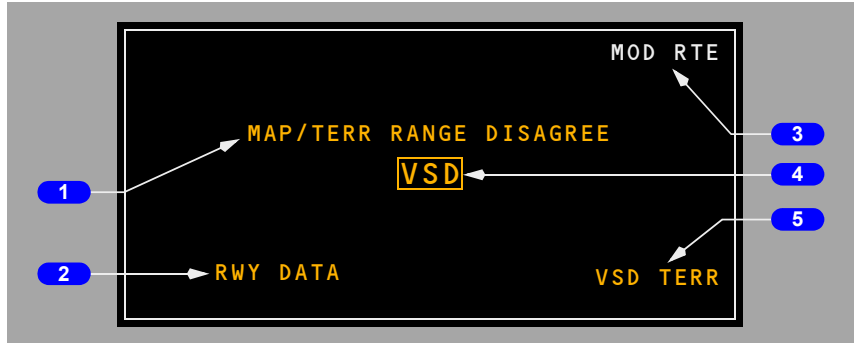 MOD RTE
3
MAP/TERR RANGE DISAGREE
VSD
4
1
5
RWY DATA
2
VSD TERR